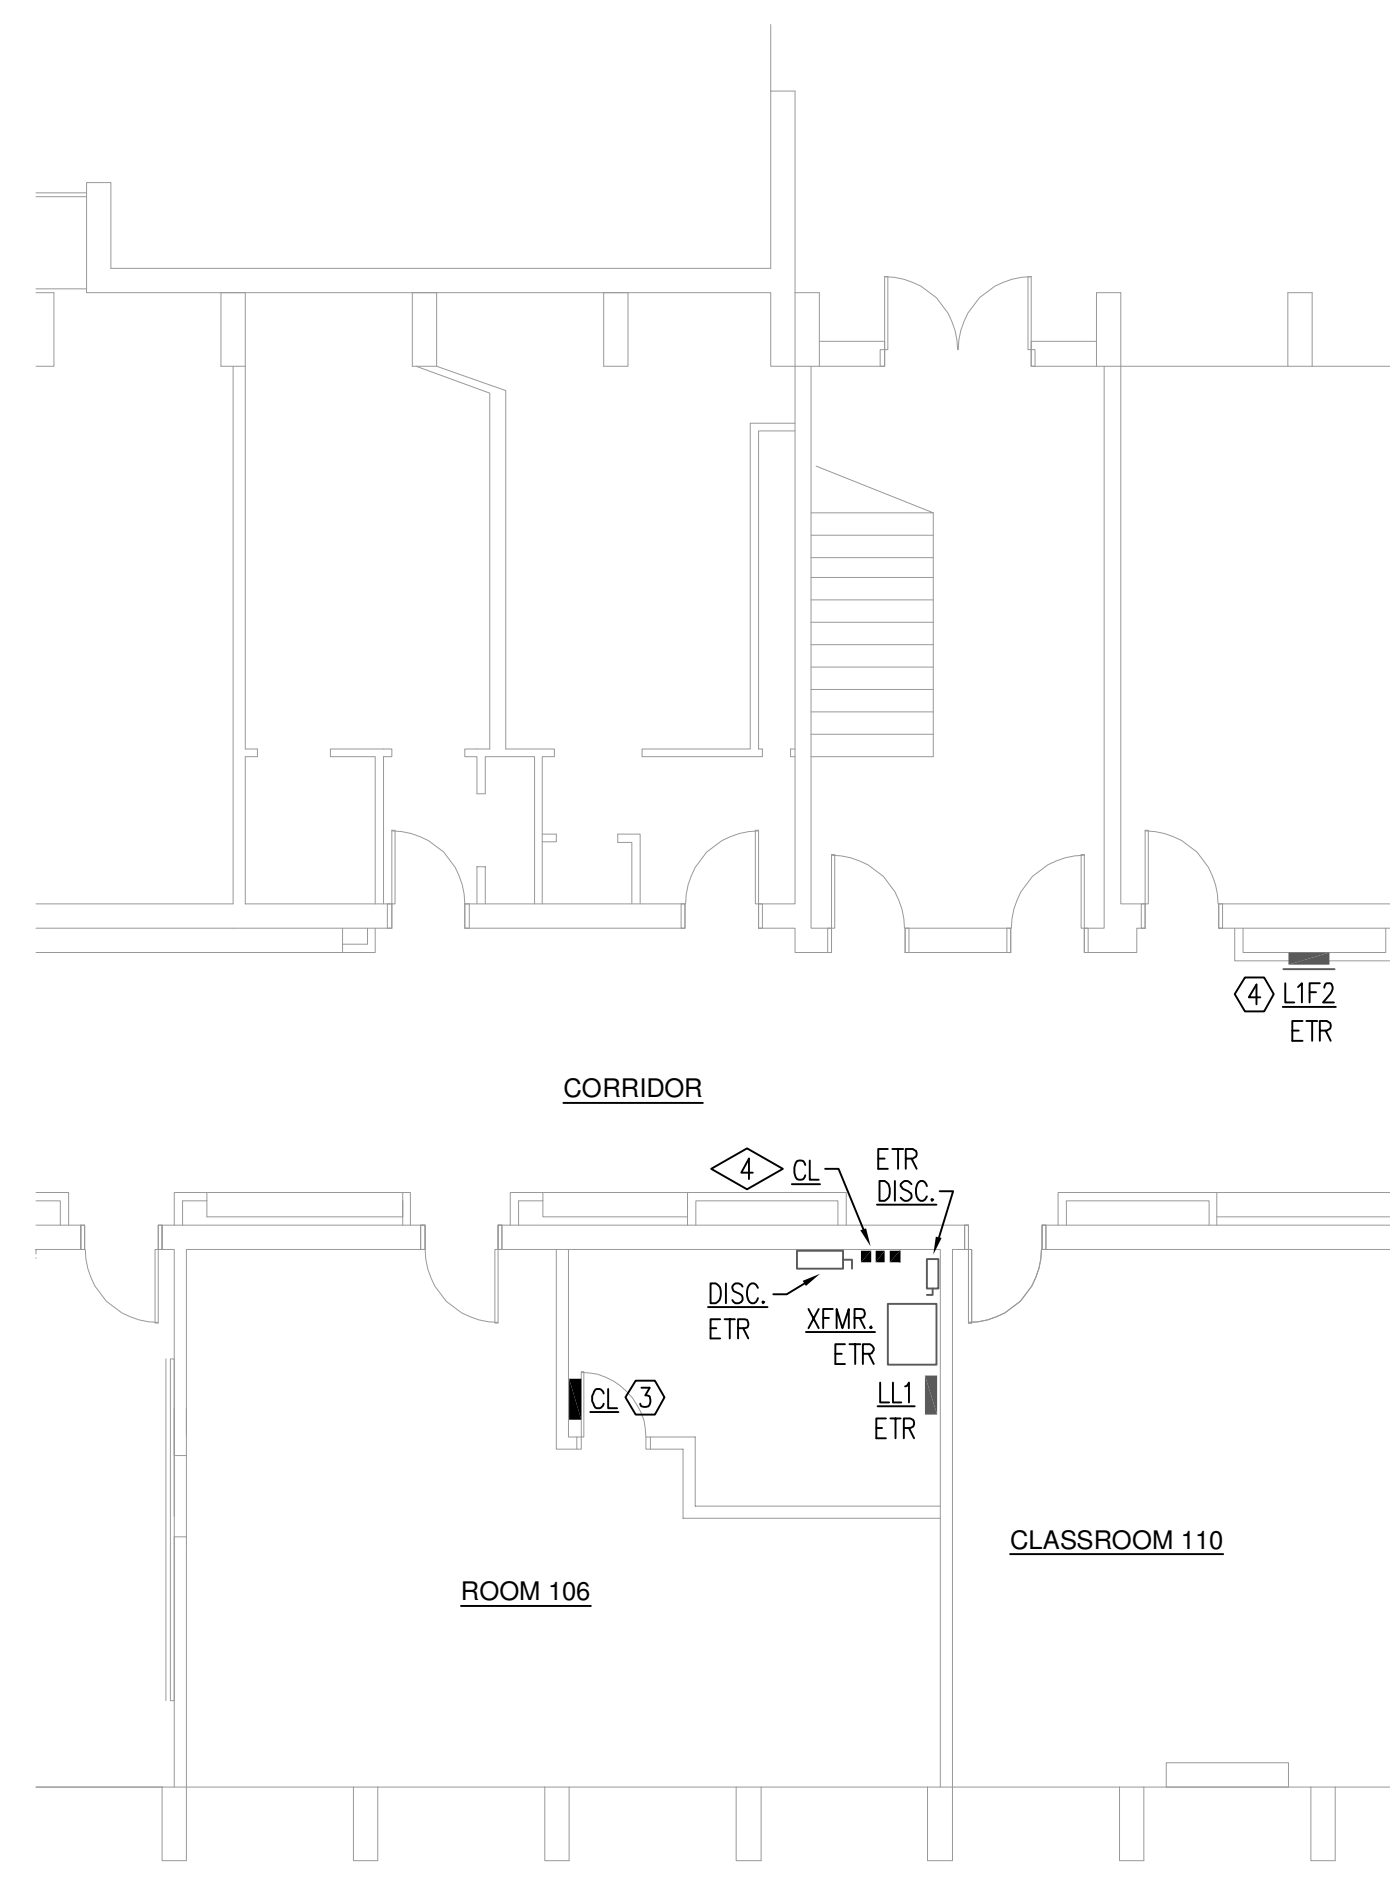 4 L1F2
ETR
CORRIDOR
4 CL
ETR
DISC.
DISC.
ETR
XFMR.
ETR
CL 3
LL1
ETR
CLASSROOM 110
ROOM 106